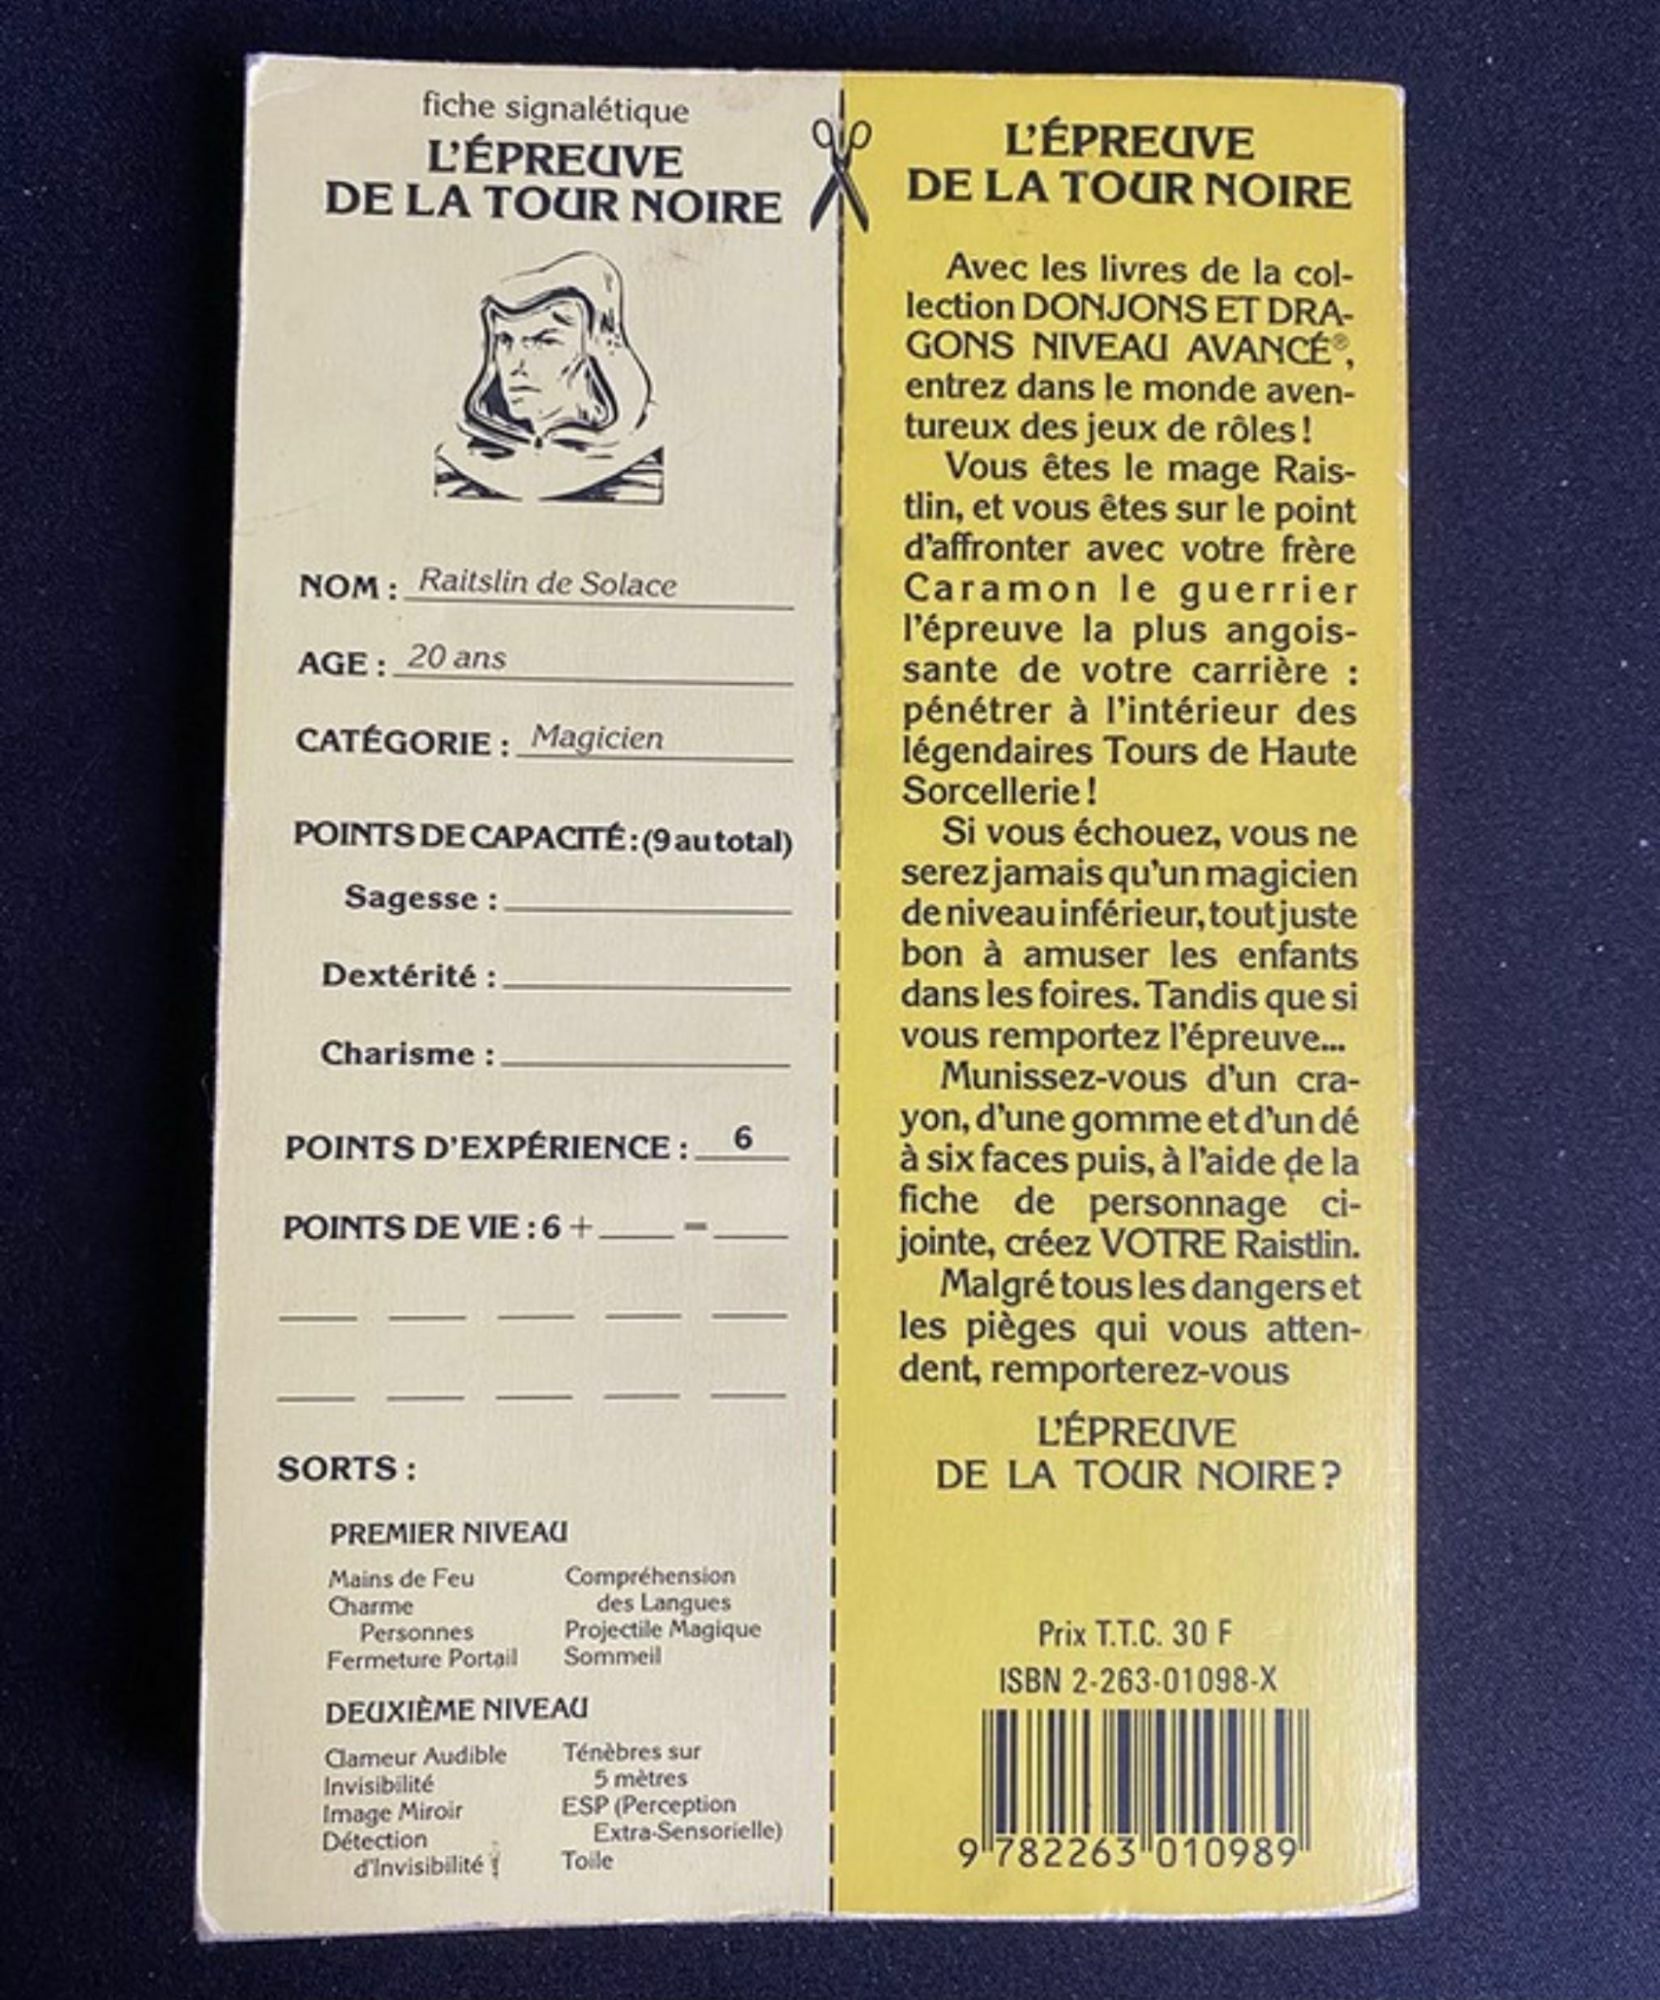 fiche signalétique
L'ÉPREUVE
DE LA TOUR NOIRE
NOM : Raitslin de Solace
AGE : 20 ans
CATÉGORIE : Magicien
POINTS DE CAPACITÉ : (9 au total)
Sagesse :
Dextérité :
Charisme :
POINTS D'EXPÉRIENCE : 6
POINTS DE VIE : 6 + ____ = ____
SORTS :
PREMIER NIVEAU
Mains de Feu
Charme
Personnes
Fermeture Portail
Compréhension
des Langues
Projectile Magique
Sommeil
DEUXIÈME NIVEAU
Clameur Audible
Invisibilité
Image Miroir
Détection
d'Invisibilité
Ténèbres sur
5 mètres
ESP (Perception
Extra-Sensorielle)
Toile
L'ÉPREUVE
DE LA TOUR NOIRE
Avec les livres de la col-
lection DONJONS ET DRA-
GONS NIVEAU AVANCÉ®,
entrez dans le monde aven-
tureux des jeux de rôles !
Vous êtes le mage Rais-
tlin, et vous êtes sur le point
d'affronter avec votre frère
Caramon le guerrier
l'épreuve la plus angois-
sante de votre carrière :
pénétrer à l'intérieur des
légendaires Tours de Haute
Sorcellerie !
Si vous échouez, vous ne
serez jamais qu'un magicien
de niveau inférieur, tout juste
bon à amuser les enfants
dans les foires. Tandis que si
vous remportez l'épreuve...
Munissez-vous d'un cra-
yon, d'une gomme et d'un dé
à six faces puis, à l'aide de la
fiche de personnage ci-
jointe, créez VOTRE Raistlin.
Malgré tous les dangers et
les pièges qui vous atten-
dent, remporterez-vous
L'ÉPREUVE
DE LA TOUR NOIRE ?
Prix T.T.C. 30 F
ISBN 2-263-01098-X
9 782263 010989